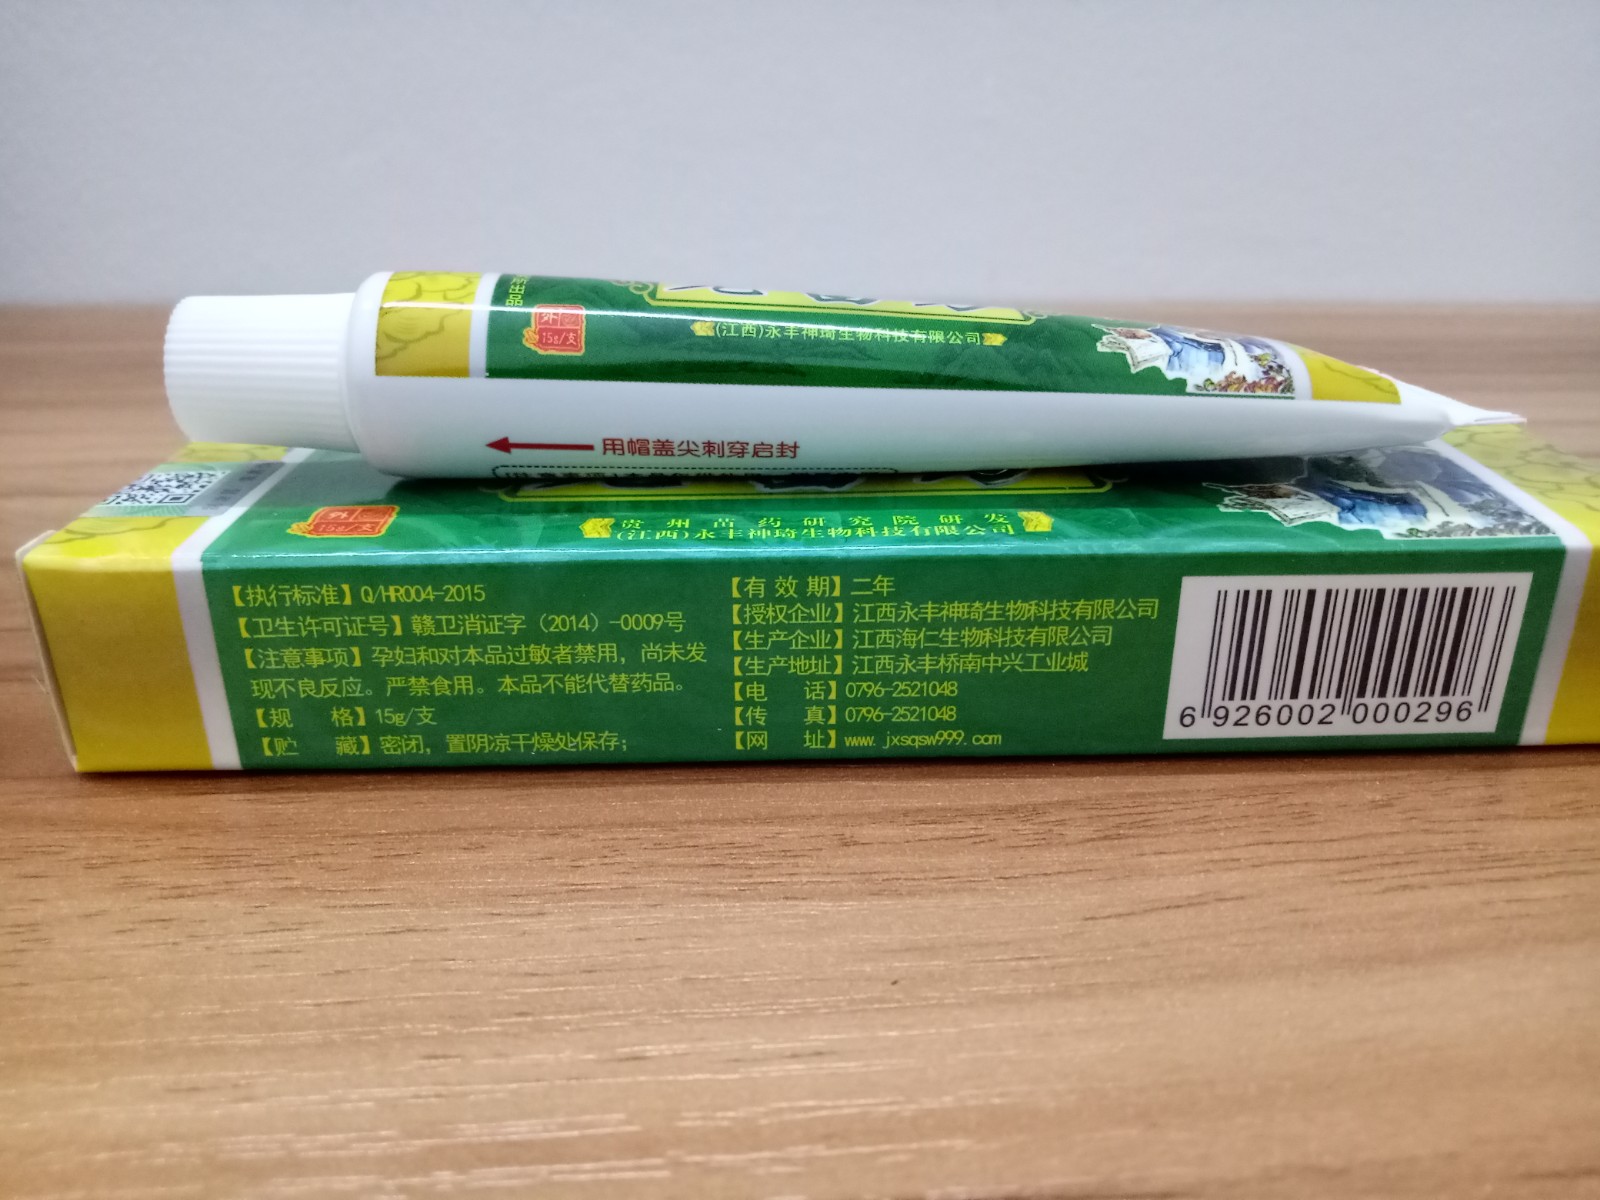 所出品
外
15g/支
(江西)永丰神琦生物科技有限公司
用帽盖尖刺穿启封
外
15g/支
贵州苗药研究院研发
(江西)永丰神琦生物科技有限公司
【执行标准】Q/HR004-2015
【卫生许可证号】赣卫消证字（2014）-0009号
【注意事项】孕妇和对本品过敏者禁用，尚未发
现不良反应。严禁食用。本品不能代替药品。
【规 格】15g/支
【贮 藏】密闭，置阴凉干燥处保存；
【有效期】二年
【授权企业】江西永丰神琦生物科技有限公司
【生产企业】江西海仁生物科技有限公司
【生产地址】江西永丰桥南中兴工业城
【电 话】0796-2521048
【传 真】0796-2521048
【网 址】www.jxsqsw999.com
6 926002 000296